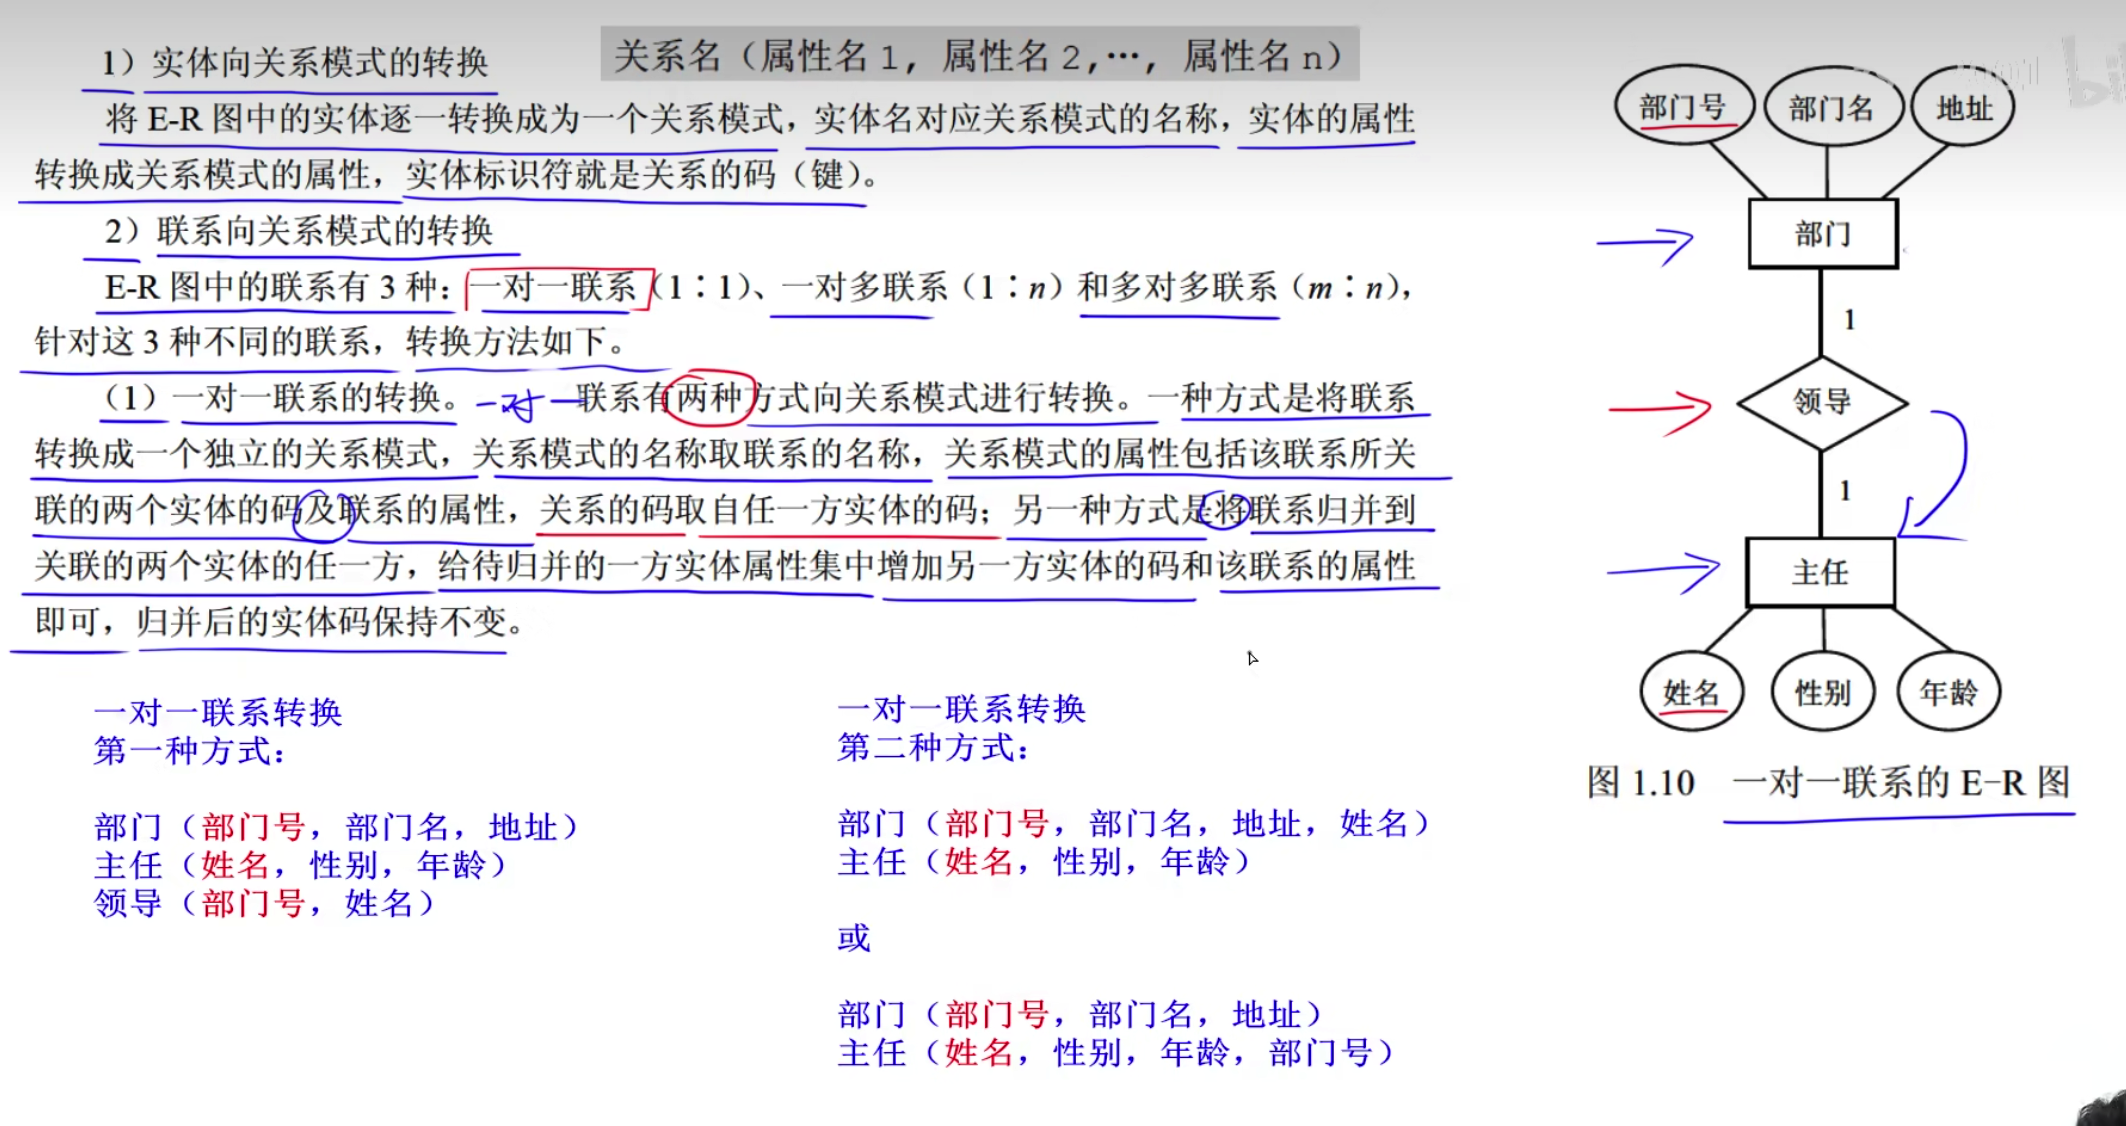 1）实体向关系模式的转换
关系名（属性名1，属性名2,…，属性名n）
将 E-R 图中的实体逐一转换成为一个关系模式，实体名对应关系模式的名称，实体的属性
转换成关系模式的属性，实体标识符就是关系的码（键）。
2）联系向关系模式的转换
E-R 图中的联系有 3 种：一对一联系（1∶1）、一对多联系（1∶n）和多对多联系（m∶n），
针对这 3 种不同的联系，转换方法如下。
（1）一对一联系的转换。一对一联系有两种方式向关系模式进行转换。一种方式是将联系
转换成一个独立的关系模式，关系模式的名称取联系的名称，关系模式的属性包括该联系所关
联的两个实体的码及联系的属性，关系的码取自任一方实体的码；另一种方式是将联系归并到
关联的两个实体的任一方，给待归并的一方实体属性集中增加另一方实体的码和该联系的属性
即可，归并后的实体码保持不变。
一对一联系转换
第一种方式：
部门（部门号，部门名，地址）
主任（姓名，性别，年龄）
领导（部门号，姓名）
一对一联系转换
第二种方式：
部门（部门号，部门名，地址，姓名）
主任（姓名，性别，年龄）
或
部门（部门号，部门名，地址）
主任（姓名，性别，年龄，部门号）
部门号 部门名 地址
部门
1
领导
1
主任
姓名 性别 年龄
图 1.10 一对一联系的 E-R 图